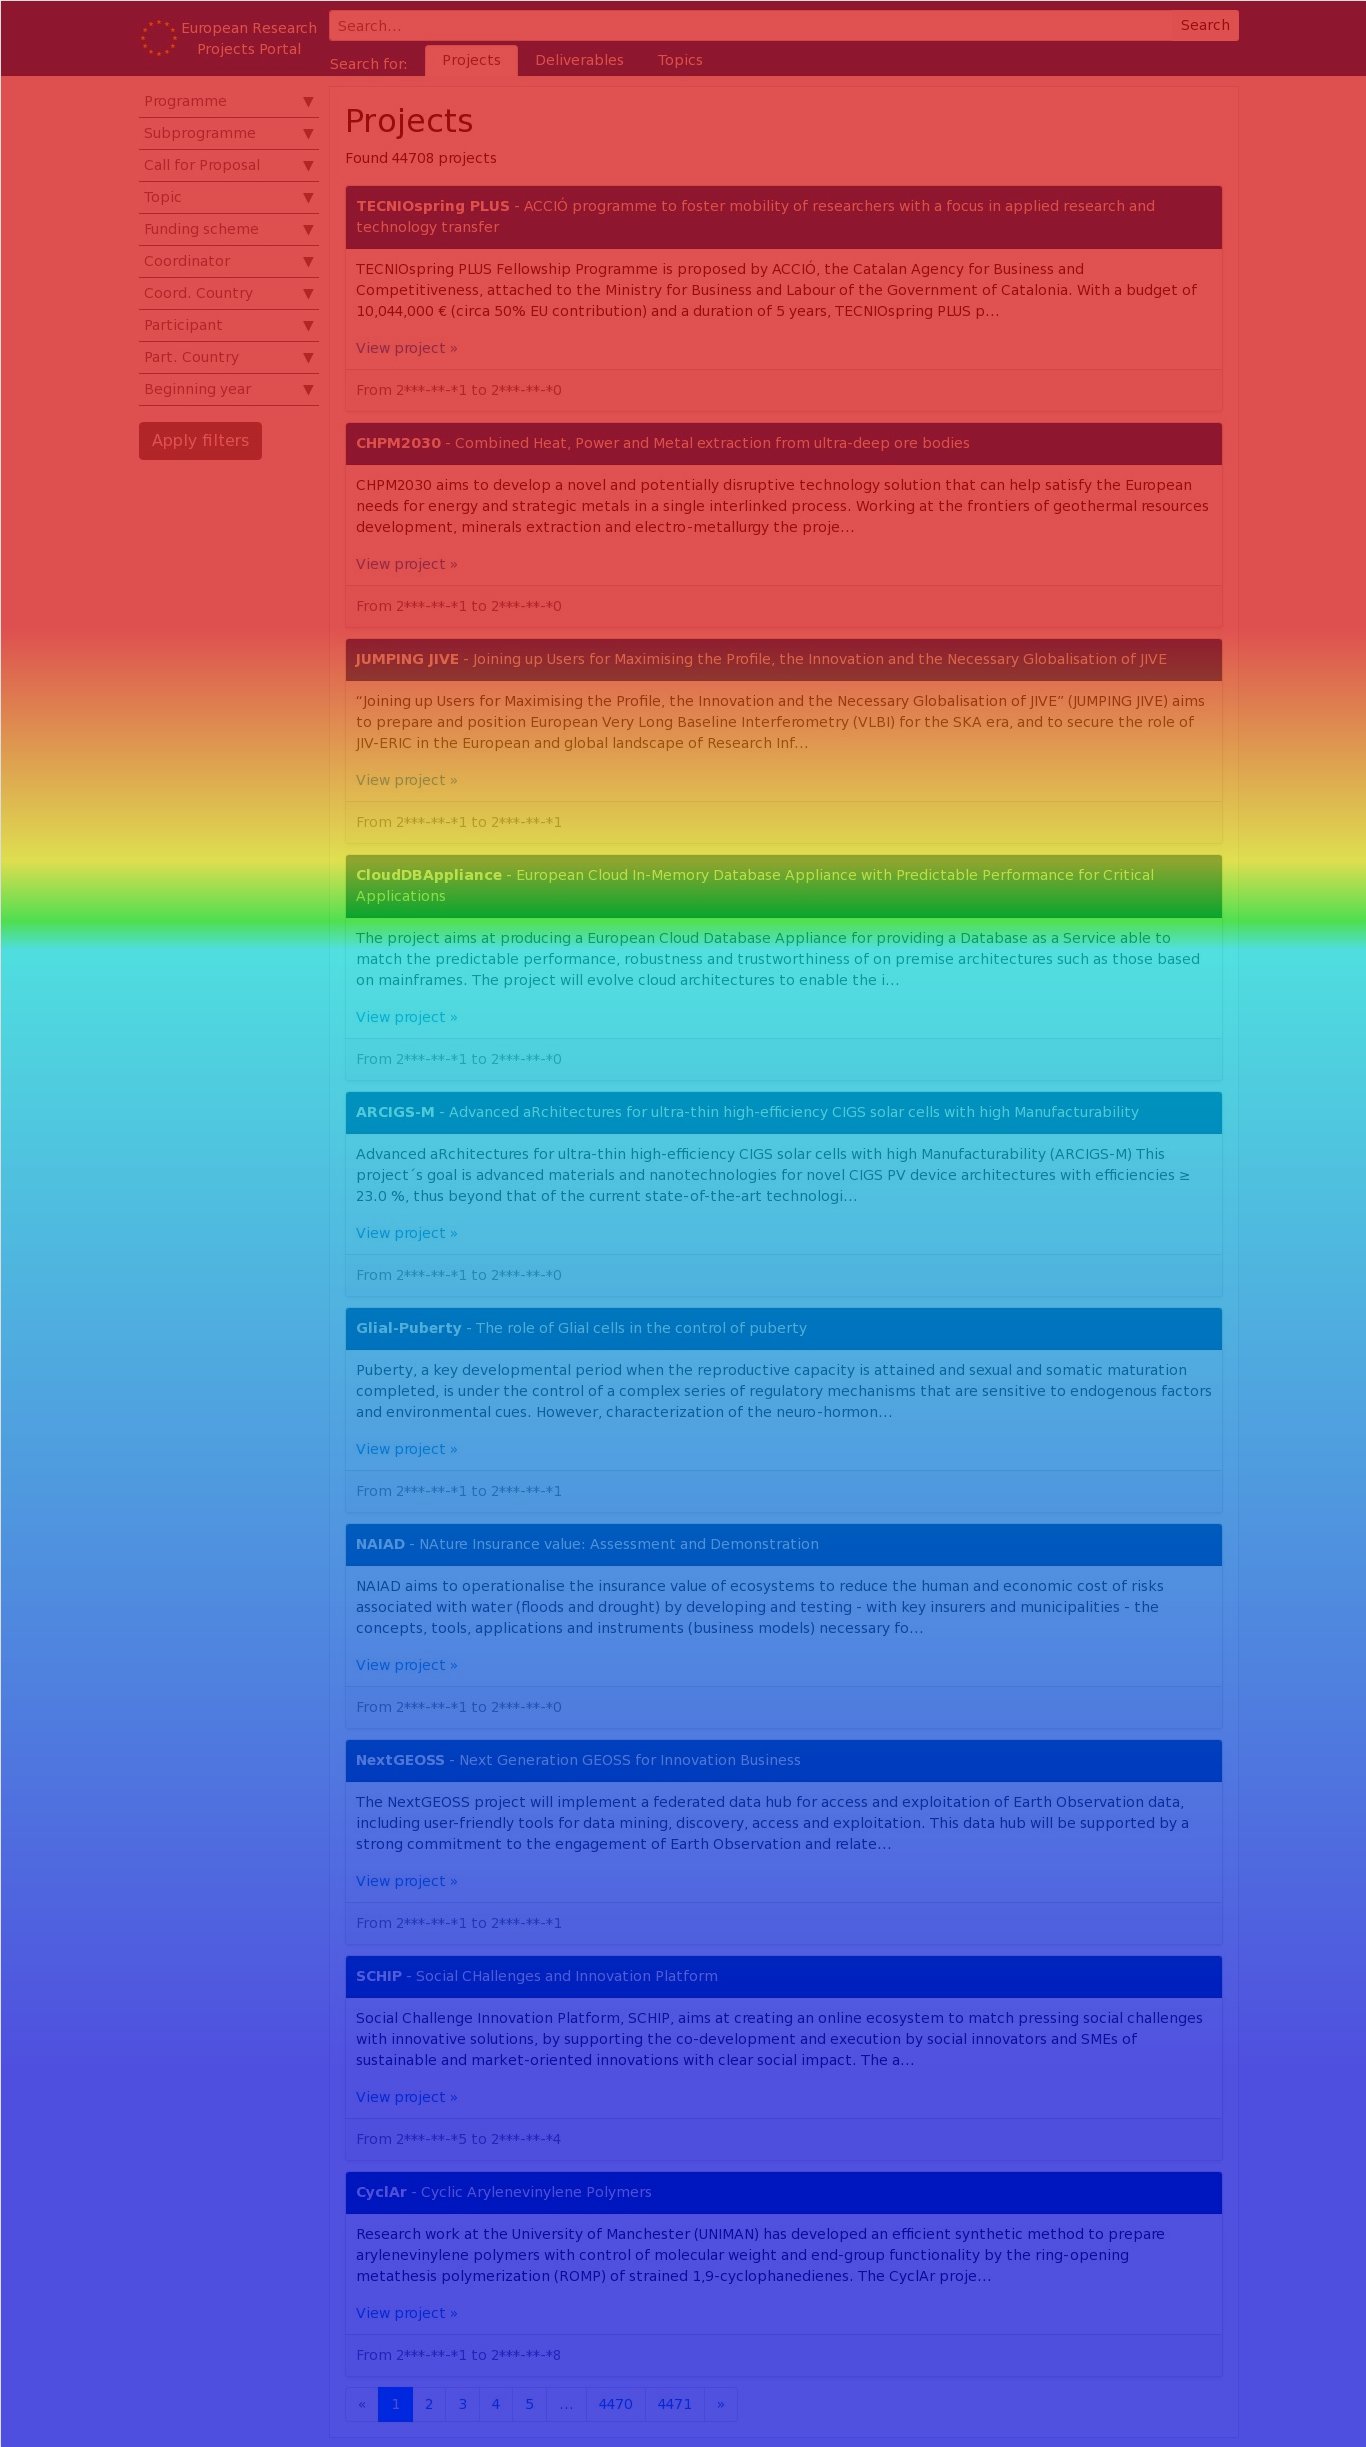 European Research
Projects Portal
Search...
Search
Search for:
Projects
Deliverables
Topics
Programme ▼
Subprogramme ▼
Call for Proposal ▼
Topic ▼
Funding scheme ▼
Coordinator ▼
Coord. Country ▼
Participant ▼
Part. Country ▼
Beginning year ▼
Apply filters
Projects
Found 44708 projects
TECNIOspring PLUS - ACCIÓ programme to foster mobility of researchers with a focus in applied research and
technology transfer
TECNIOspring PLUS Fellowship Programme is proposed by ACCIÓ, the Catalan Agency for Business and
Competitiveness, attached to the Ministry for Business and Labour of the Government of Catalonia. With a budget of
10,044,000 € (circa 50% EU contribution) and a duration of 5 years, TECNIOspring PLUS p...
View project »
From 2***-**-*1 to 2***-**-*0
CHPM2030 - Combined Heat, Power and Metal extraction from ultra-deep ore bodies
CHPM2030 aims to develop a novel and potentially disruptive technology solution that can help satisfy the European
needs for energy and strategic metals in a single interlinked process. Working at the frontiers of geothermal resources
development, minerals extraction and electro-metallurgy the proje...
View project »
From 2***-**-*1 to 2***-**-*0
JUMPING JIVE - Joining up Users for Maximising the Profile, the Innovation and the Necessary Globalisation of JIVE
“Joining up Users for Maximising the Profile, the Innovation and the Necessary Globalisation of JIVE” (JUMPING JIVE) aims
to prepare and position European Very Long Baseline Interferometry (VLBI) for the SKA era, and to secure the role of
JIV-ERIC in the European and global landscape of Research Inf...
View project »
From 2***-**-*1 to 2***-**-*1
CloudDBAppliance - European Cloud In-Memory Database Appliance with Predictable Performance for Critical
Applications
The project aims at producing a European Cloud Database Appliance for providing a Database as a Service able to
match the predictable performance, robustness and trustworthiness of on premise architectures such as those based
on mainframes. The project will evolve cloud architectures to enable the i...
View project »
From 2***-**-*1 to 2***-**-*0
ARCIGS-M - Advanced aRchitectures for ultra-thin high-efficiency CIGS solar cells with high Manufacturability
Advanced aRchitectures for ultra-thin high-efficiency CIGS solar cells with high Manufacturability (ARCIGS-M) This
project´s goal is advanced materials and nanotechnologies for novel CIGS PV device architectures with efficiencies ≥
23.0 %, thus beyond that of the current state-of-the-art technologi...
View project »
From 2***-**-*1 to 2***-**-*0
Glial-Puberty - The role of Glial cells in the control of puberty
Puberty, a key developmental period when the reproductive capacity is attained and sexual and somatic maturation
completed, is under the control of a complex series of regulatory mechanisms that are sensitive to endogenous factors
and environmental cues. However, characterization of the neuro-hormon...
View project »
From 2***-**-*1 to 2***-**-*1
NAIAD - NAture Insurance value: Assessment and Demonstration
NAIAD aims to operationalise the insurance value of ecosystems to reduce the human and economic cost of risks
associated with water (floods and drought) by developing and testing - with key insurers and municipalities - the
concepts, tools, applications and instruments (business models) necessary fo...
View project »
From 2***-**-*1 to 2***-**-*0
NextGEOSS - Next Generation GEOSS for Innovation Business
The NextGEOSS project will implement a federated data hub for access and exploitation of Earth Observation data,
including user-friendly tools for data mining, discovery, access and exploitation. This data hub will be supported by a
strong commitment to the engagement of Earth Observation and relate...
View project »
From 2***-**-*1 to 2***-**-*1
SCHIP - Social CHallenges and Innovation Platform
Social Challenge Innovation Platform, SCHIP, aims at creating an online ecosystem to match pressing social challenges
with innovative solutions, by supporting the co-development and execution by social innovators and SMEs of
sustainable and market-oriented innovations with clear social impact. The a...
View project »
From 2***-**-*5 to 2***-**-*4
CyclAr - Cyclic Arylenevinylene Polymers
Research work at the University of Manchester (UNIMAN) has developed an efficient synthetic method to prepare
arylenevinylene polymers with control of molecular weight and end-group functionality by the ring-opening
metathesis polymerization (ROMP) of strained 1,9-cyclophanedienes. The CyclAr proje...
View project »
From 2***-**-*1 to 2***-**-*8
« 1 2 3 4 5 ... 4470 4471 »